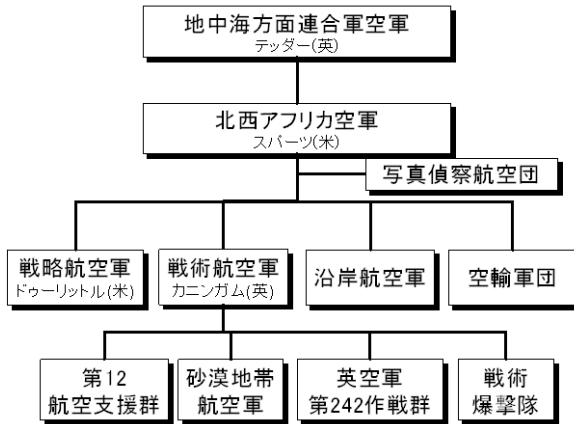 地中海方面連合軍空軍
テッダー(英)
北西アフリカ空軍
スパーツ(米)
写真偵察航空団
戦略航空軍
ドゥーリットル(米)
戦術航空軍
カニンガム(英)
沿岸航空軍
空輸軍団
第12
航空支援群
砂漠地帯
航空軍
英空軍
第242作戦群
戦術
爆撃隊